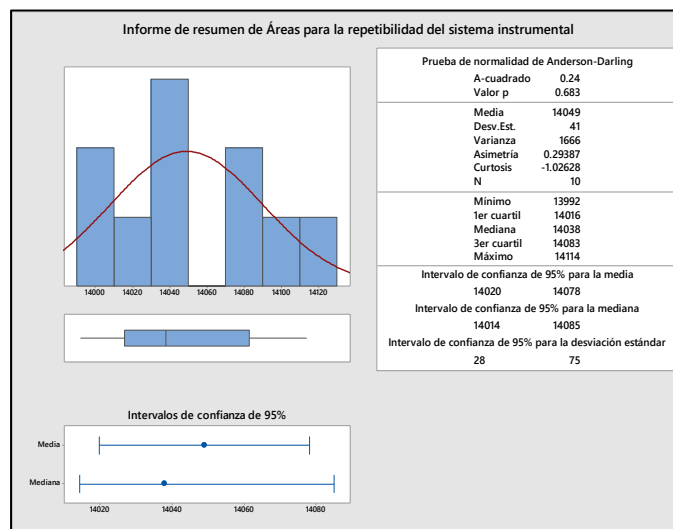 Informe de resumen de Áreas para la repetibilidad del sistema instrumental
14000 14020 14040 14060 14080 14100 14120
Prueba de normalidad de Anderson-Darling
A-cuadrado 0.24
Valor p 0.683
Media 14049
Desv.Est. 41
Varianza 1666
Asimetría 0.29387
Curtosis -1.02628
N 10
Mínimo 13992
1er cuartil 14016
Mediana 14038
3er cuartil 14083
Máximo 14114
Intervalo de confianza de 95% para la media
14020 14078
Intervalo de confianza de 95% para la mediana
14014 14085
Intervalo de confianza de 95% para la desviación estándar
28 75
Intervalos de confianza de 95%
Media
Mediana
14020 14040 14060 14080